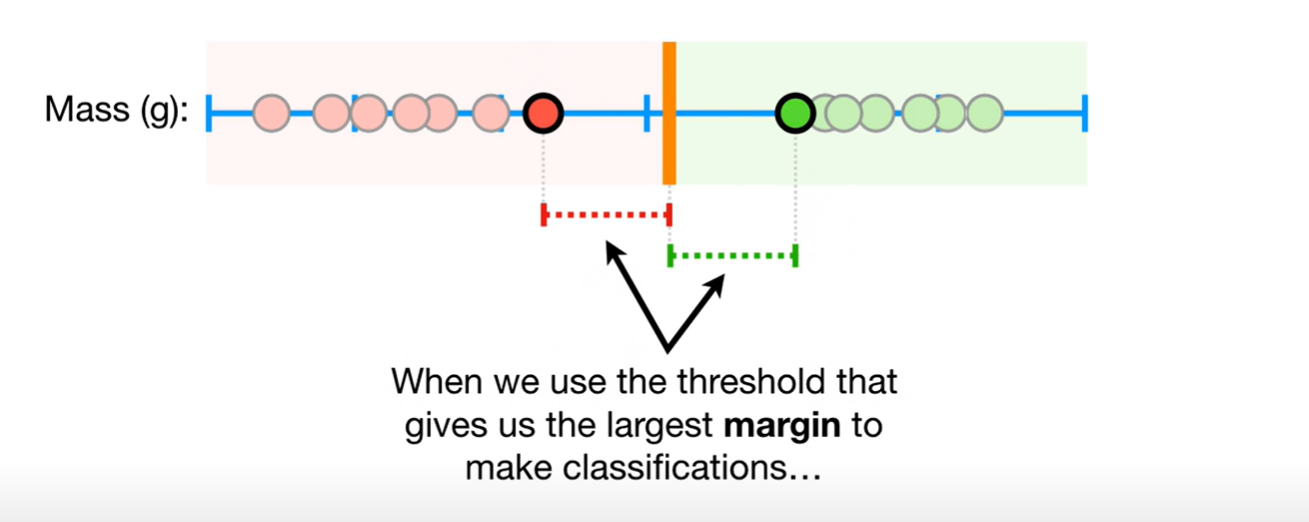 Mass (g):
When we use the threshold that
gives us the largest margin to
make classifications…